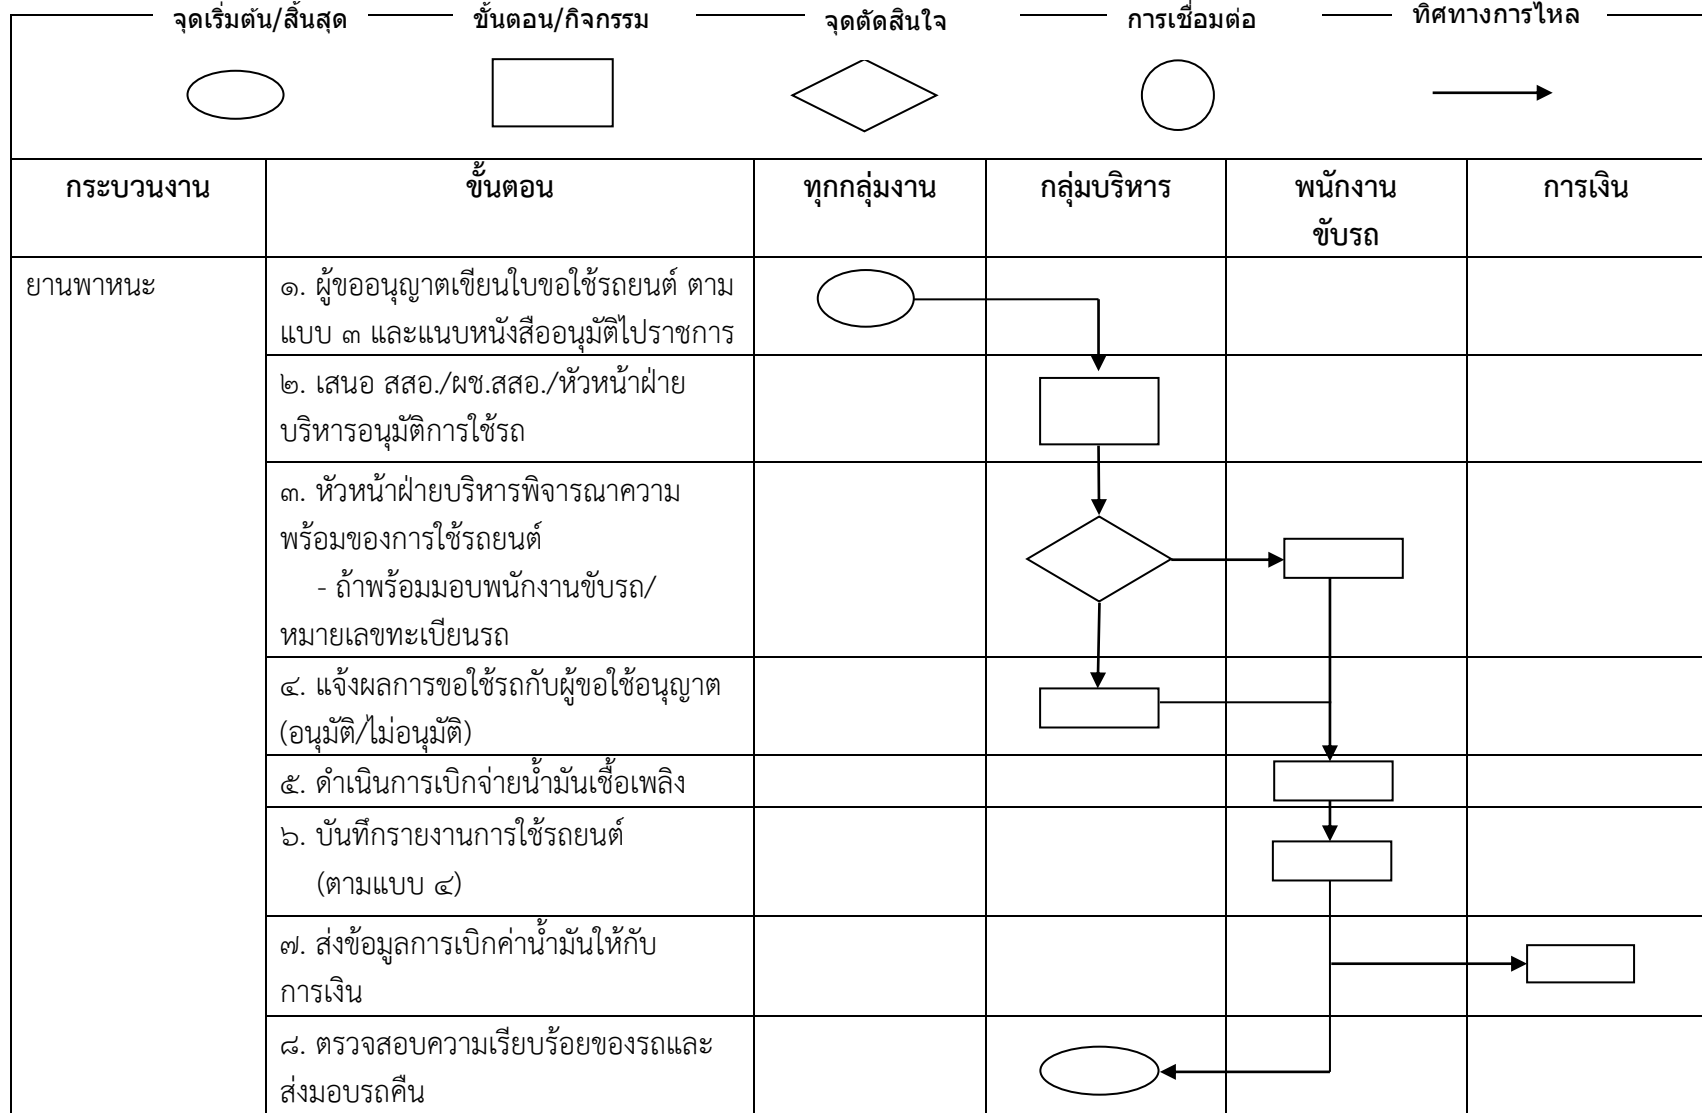 จุดเริ่มต้น/สิ้นสุด ขั้นตอน/กิจกรรม จุดตัดสินใจ การเชื่อมต่อ ทิศทางการไหล
กระบวนงาน ขั้นตอน ทุกกลุ่มงาน กลุ่มบริหาร พนักงาน การเงิน
ขับรถ
ยานพาหนะ
๑. ผู้ขออนุญาตเขียนใบขอใช้รถยนต์ ตาม
แบบ ๓ และแนบหนังสืออนุมัติไปราชการ
๒. เสนอ สสอ./ผช.สสอ./หัวหน้าฝ่าย
บริหารอนุมัติการใช้รถ
๓. หัวหน้าฝ่ายบริหารพิจารณาความ
พร้อมของการใช้รถยนต์
- ถ้าพร้อมมอบพนักงานขับรถ/
หมายเลขทะเบียนรถ
๔. แจ้งผลการขอใช้รถกับผู้ขอใช้อนุญาต
(อนุมัติ/ไม่อนุมัติ)
๕. ดำเนินการเบิกจ่ายน้ำมันเชื้อเพลิง
๖. บันทึกรายงานการใช้รถยนต์
(ตามแบบ ๔)
๗. ส่งข้อมูลการเบิกค่าน้ำมันให้กับ
การเงิน
๘. ตรวจสอบความเรียบร้อยของรถและ
ส่งมอบรถคืน